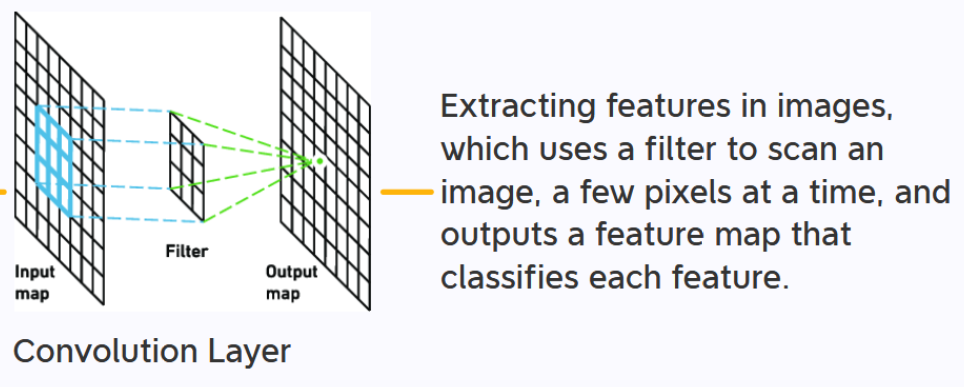 Extracting features in images,
which uses a filter to scan an
image, a few pixels at a time, and
outputs a feature map that
classifies each feature.
Input
map
Filter
Output
map
Convolution Layer